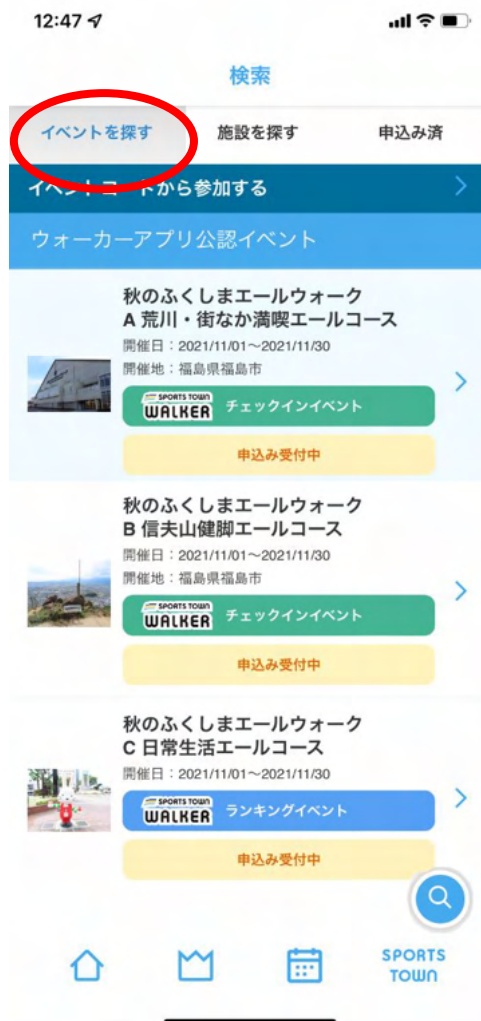 12:47
検索
イベントを探す 施設を探す 申込み済
イベントコードから参加する
ウォーカーアプリ公認イベント
秋のふくしまエールウォーク
A 荒川・街なか満喫エールコース
開催日：2021/11/01～2021/11/30
開催地：福島県福島市
SPORTS TOWN
WALKER チェックインイベント
申込み受付中
秋のふくしまエールウォーク
B 信夫山健脚エールコース
開催日：2021/11/01～2021/11/30
開催地：福島県福島市
SPORTS TOWN
WALKER チェックインイベント
申込み受付中
秋のふくしまエールウォーク
C 日常生活エールコース
開催日：2021/11/01～2021/11/30
SPORTS TOWN
WALKER ランキングイベント
申込み受付中
SPORTS
TOWN